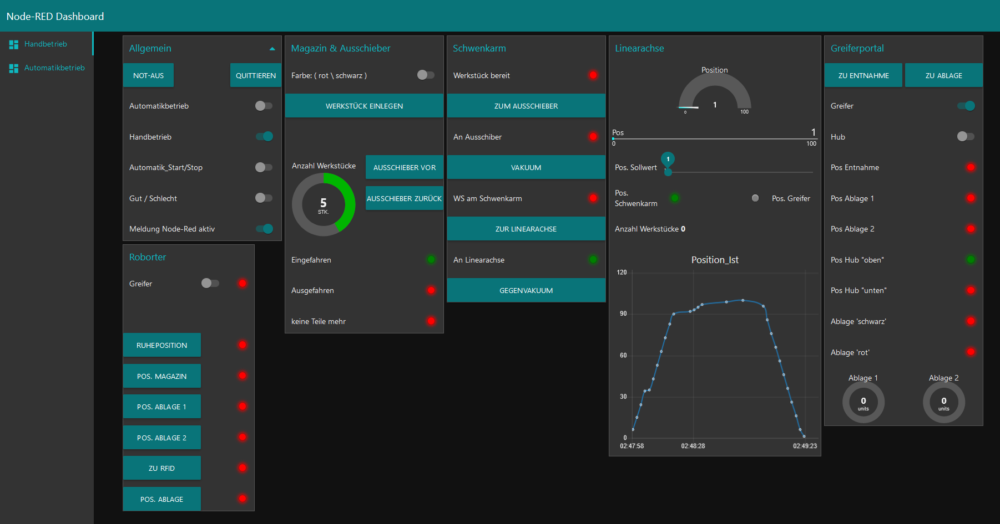 Node-RED Dashboard
Handbetrieb
Automatikbetrieb
Allgemein
NOT-AUS
QUITTIEREN
Automatikbetrieb
Handbetrieb
Automatik_Start/Stop
Gut / Schlecht
Meldung Node-Red aktiv
Roborter
Greifer
RUHEPOSITION
POS. MAGAZIN
POS. ABLAGE 1
POS. ABLAGE 2
ZU RFID
POS. ABLAGE
Magazin & Ausschieber
Farbe: ( rot \ schwarz )
WERKSTÜCK EINLEGEN
Anzahl Werkstücke
5
STK.
AUSSCHIEBER VOR
AUSSCHIEBER ZURÜCK
Eingefahren
Ausgefahren
keine Teile mehr
Schwenkarm
Werkstück bereit
ZUM AUSSCHIEBER
An Ausschiber
VAKUUM
WS am Schwenkarm
ZUR LINEARACHSE
An Linearachse
GEGENVAKUUM
Linearachse
Position
1
0
100
Pos
1
0
100
Pos. Sollwert
1
Pos.
Schwenkarm
Pos. Greifer
Anzahl Werkstücke 0
Position_Ist
120
90
60
30
0
02:47:58
02:48:28
02:49:23
Greiferportal
ZU ENTNAHME
ZU ABLAGE
Greifer
Hub
Pos Entnahme
Pos Ablage 1
Pos Ablage 2
Pos Hub "oben"
Pos Hub "unten"
Ablage 'schwarz'
Ablage 'rot'
Ablage 1
0
units
Ablage 2
0
units